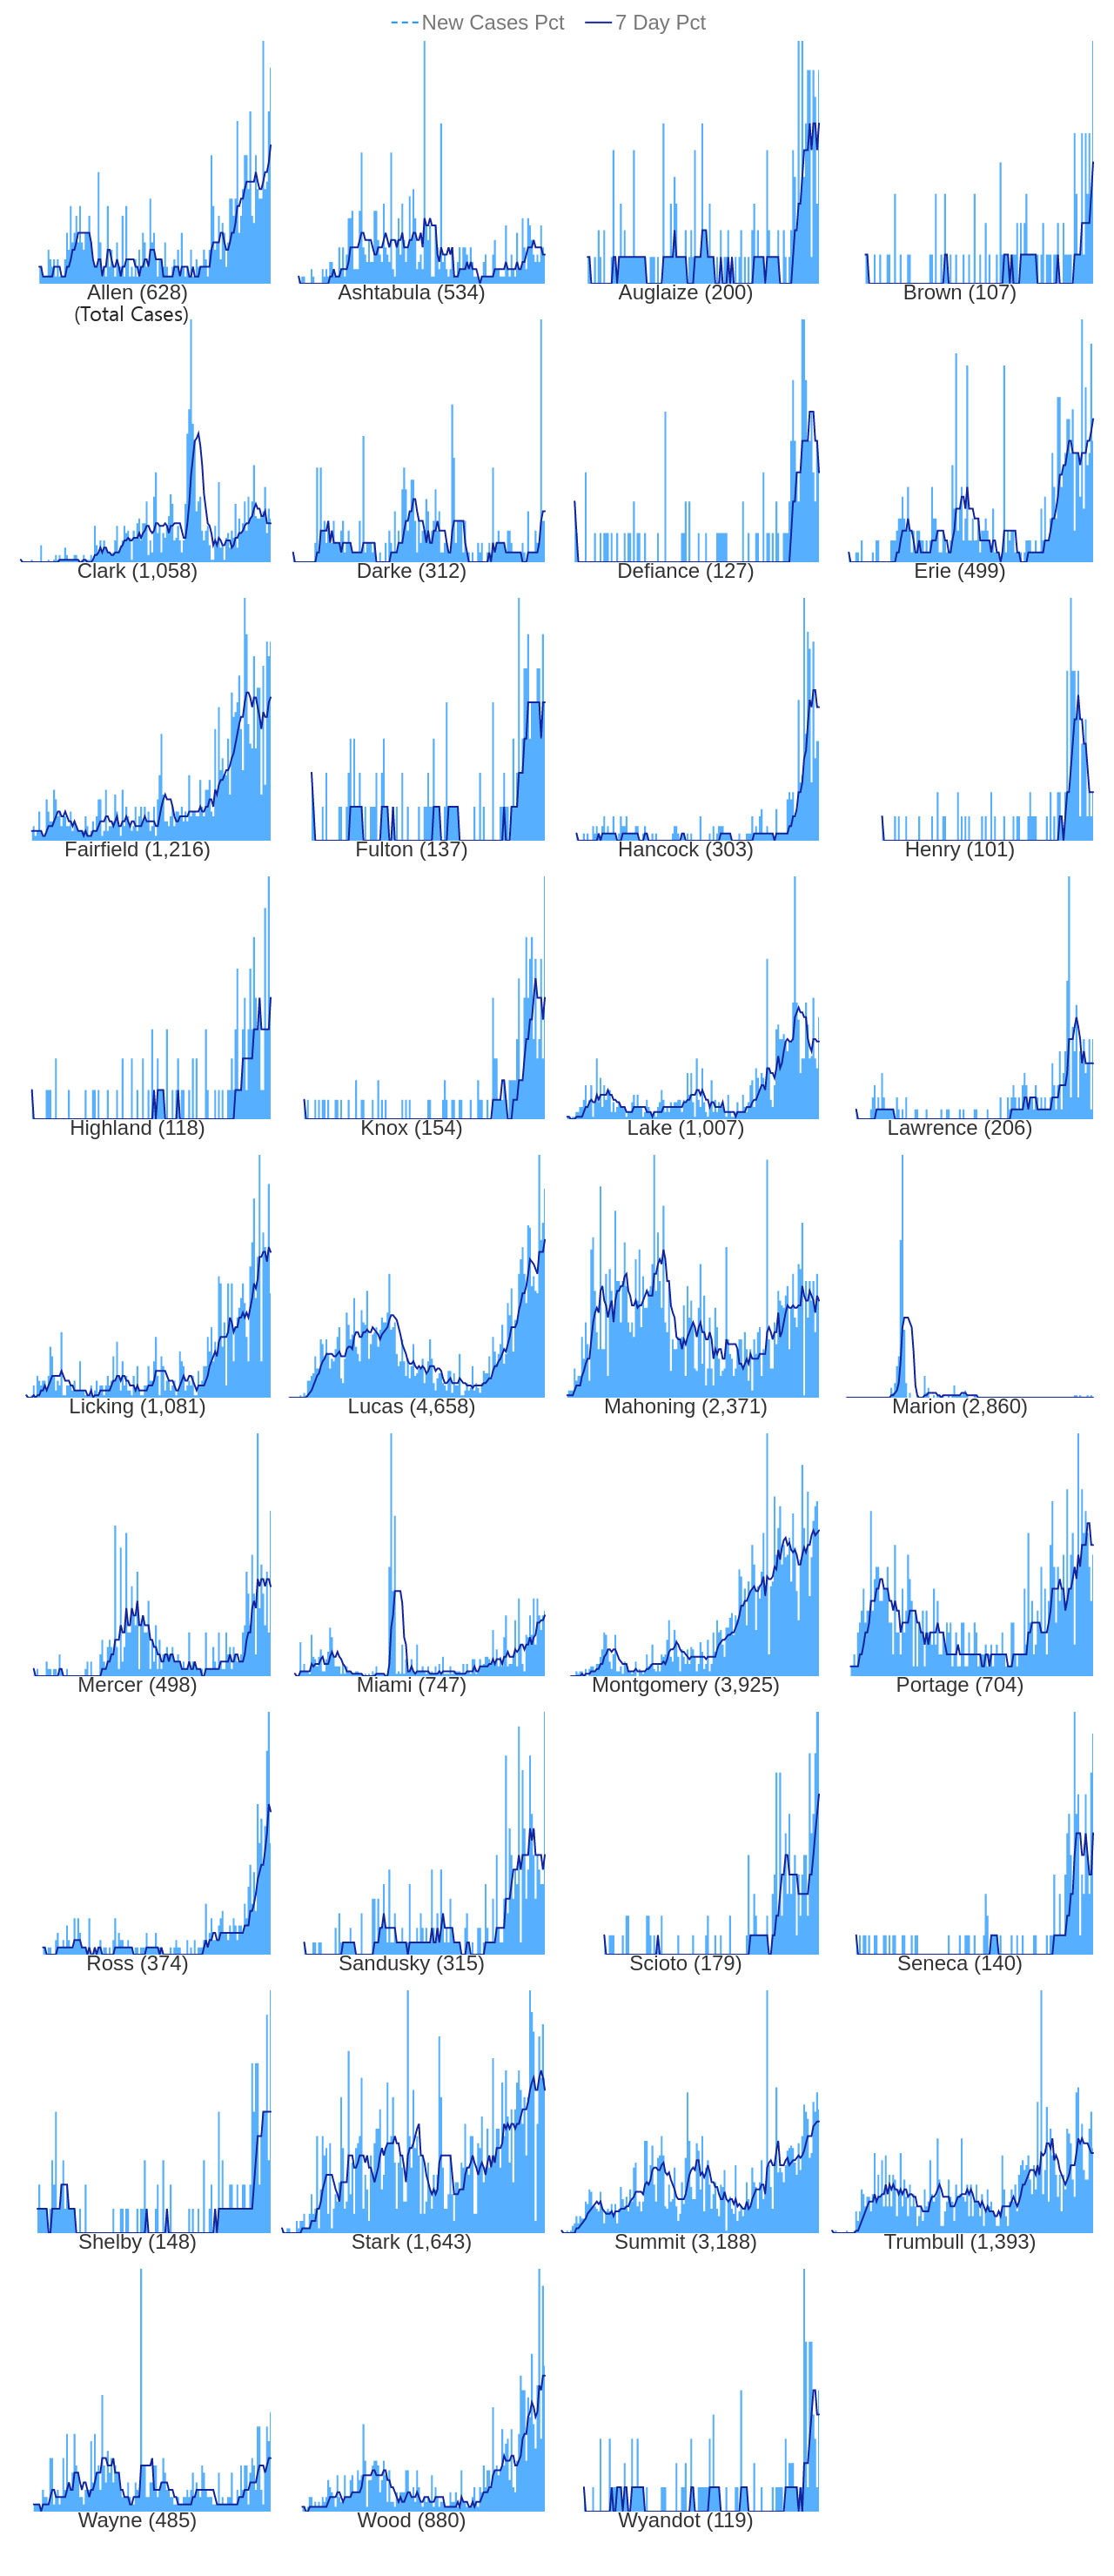 New Cases Pct 7 Day Pct
Allen (628) Ashtabula (534) Auglaize (200) Brown (107)
(Total Cases)
Clark (1,058) Darke (312) Defiance (127) Erie (499)
Fairfield (1,216) Fulton (137) Hancock (303) Henry (101)
Highland (118) Knox (154) Lake (1,007) Lawrence (206)
Licking (1,081) Lucas (4,658) Mahoning (2,371) Marion (2,860)
Mercer (498) Miami (747) Montgomery (3,925) Portage (704)
Ross (374) Sandusky (315) Scioto (179) Seneca (140)
Shelby (148) Stark (1,643) Summit (3,188) Trumbull (1,393)
Wayne (485) Wood (880) Wyandot (119)